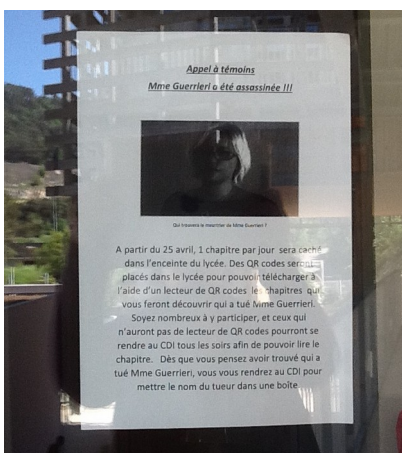 Appel à témoins
Mme Guerrieri a été assassinée !!!
Qui trouvera le meurtrier de Mme Guerrieri ?
A partir du 25 avril, 1 chapitre par jour sera caché
dans l'enceinte du lycée. Des QR codes seront
placés dans le lycée pour pouvoir télécharger à
l'aide d'un lecteur de QR codes les chapitres qui
vous feront découvrir qui a tué Mme Guerrieri.
Soyez nombreux à y participer, et ceux qui
n'auront pas de lecteur de QR codes pourront se
rendre au CDI tous les soirs afin de pouvoir lire le
chapitre. Dès que vous pensez avoir trouvé qui a
tué Mme Guerrieri, vous vous rendrez au CDI pour
mettre le nom du tueur dans une boîte